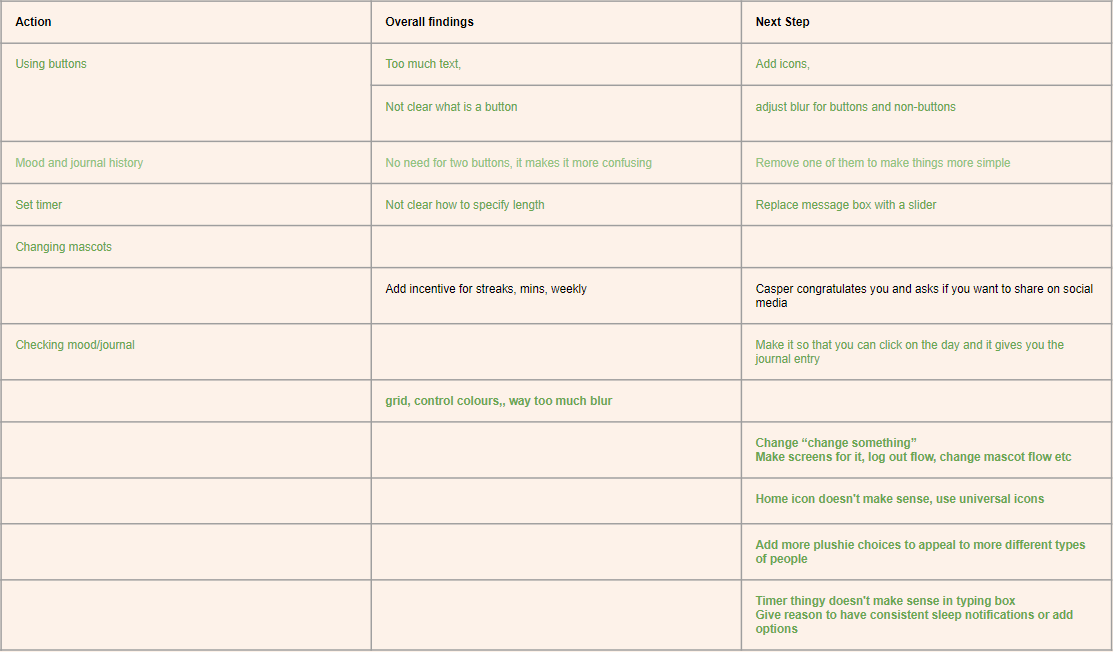 Action
Overall findings
Next Step
Using buttons
Too much text,
Add icons,
Not clear what is a button
adjust blur for buttons and non-buttons
Mood and journal history
No need for two buttons, it makes it more confusing
Remove one of them to make things more simple
Set timer
Not clear how to specify length
Replace message box with a slider
Changing mascots
Add incentive for streaks, mins, weekly
Casper congratulates you and asks if you want to share on social
media
Checking mood/journal
Make it so that you can click on the day and it gives you the
journal entry
grid, control colours,, way too much blur
Change “change something”
Make screens for it, log out flow, change mascot flow etc
Home icon doesn't make sense, use universal icons
Add more plushie choices to appeal to more different types
of people
Timer thingy doesn't make sense in typing box
Give reason to have consistent sleep notifications or add
options